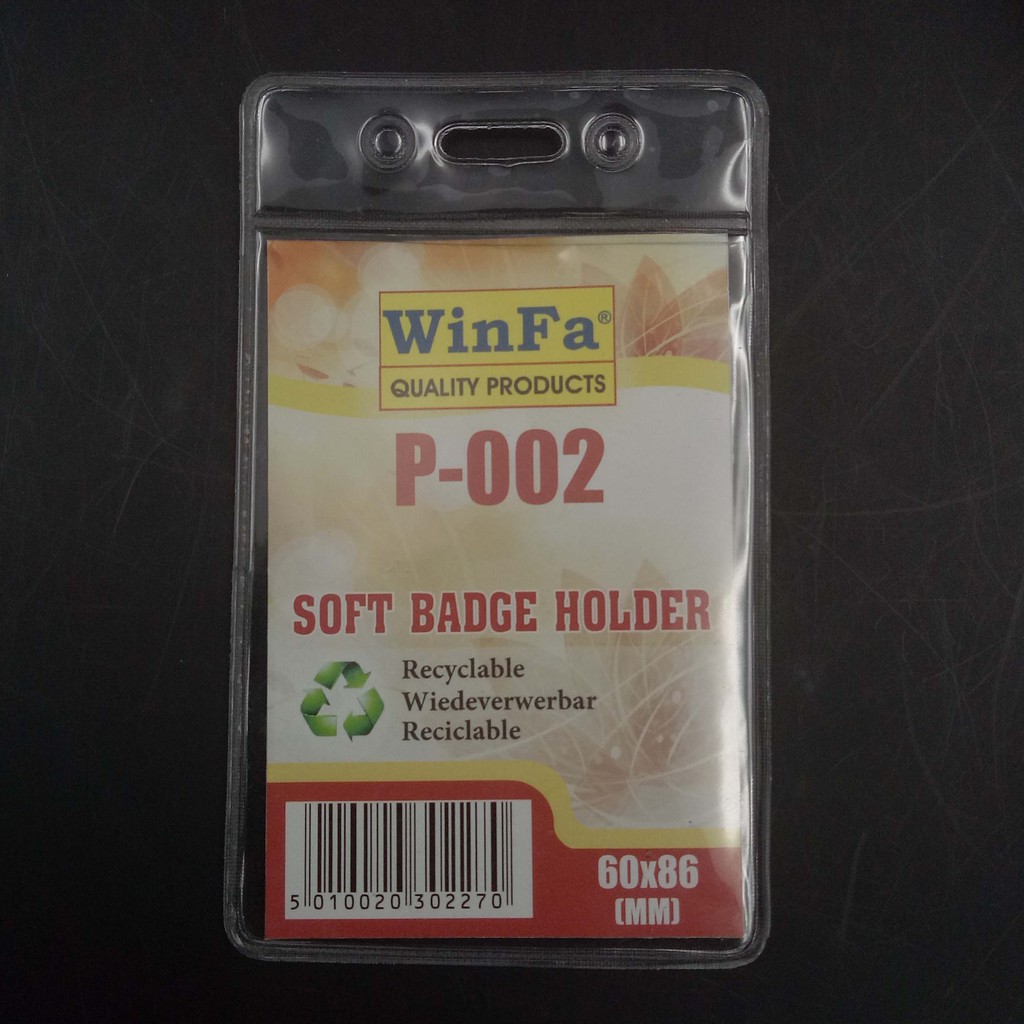 WinFa®
QUALITY PRODUCTS
P-002
SOFT BADGE HOLDER
Recyclable
Wiedeverwerbar
Reciclable
5 010020 302270
60x86
(MM)